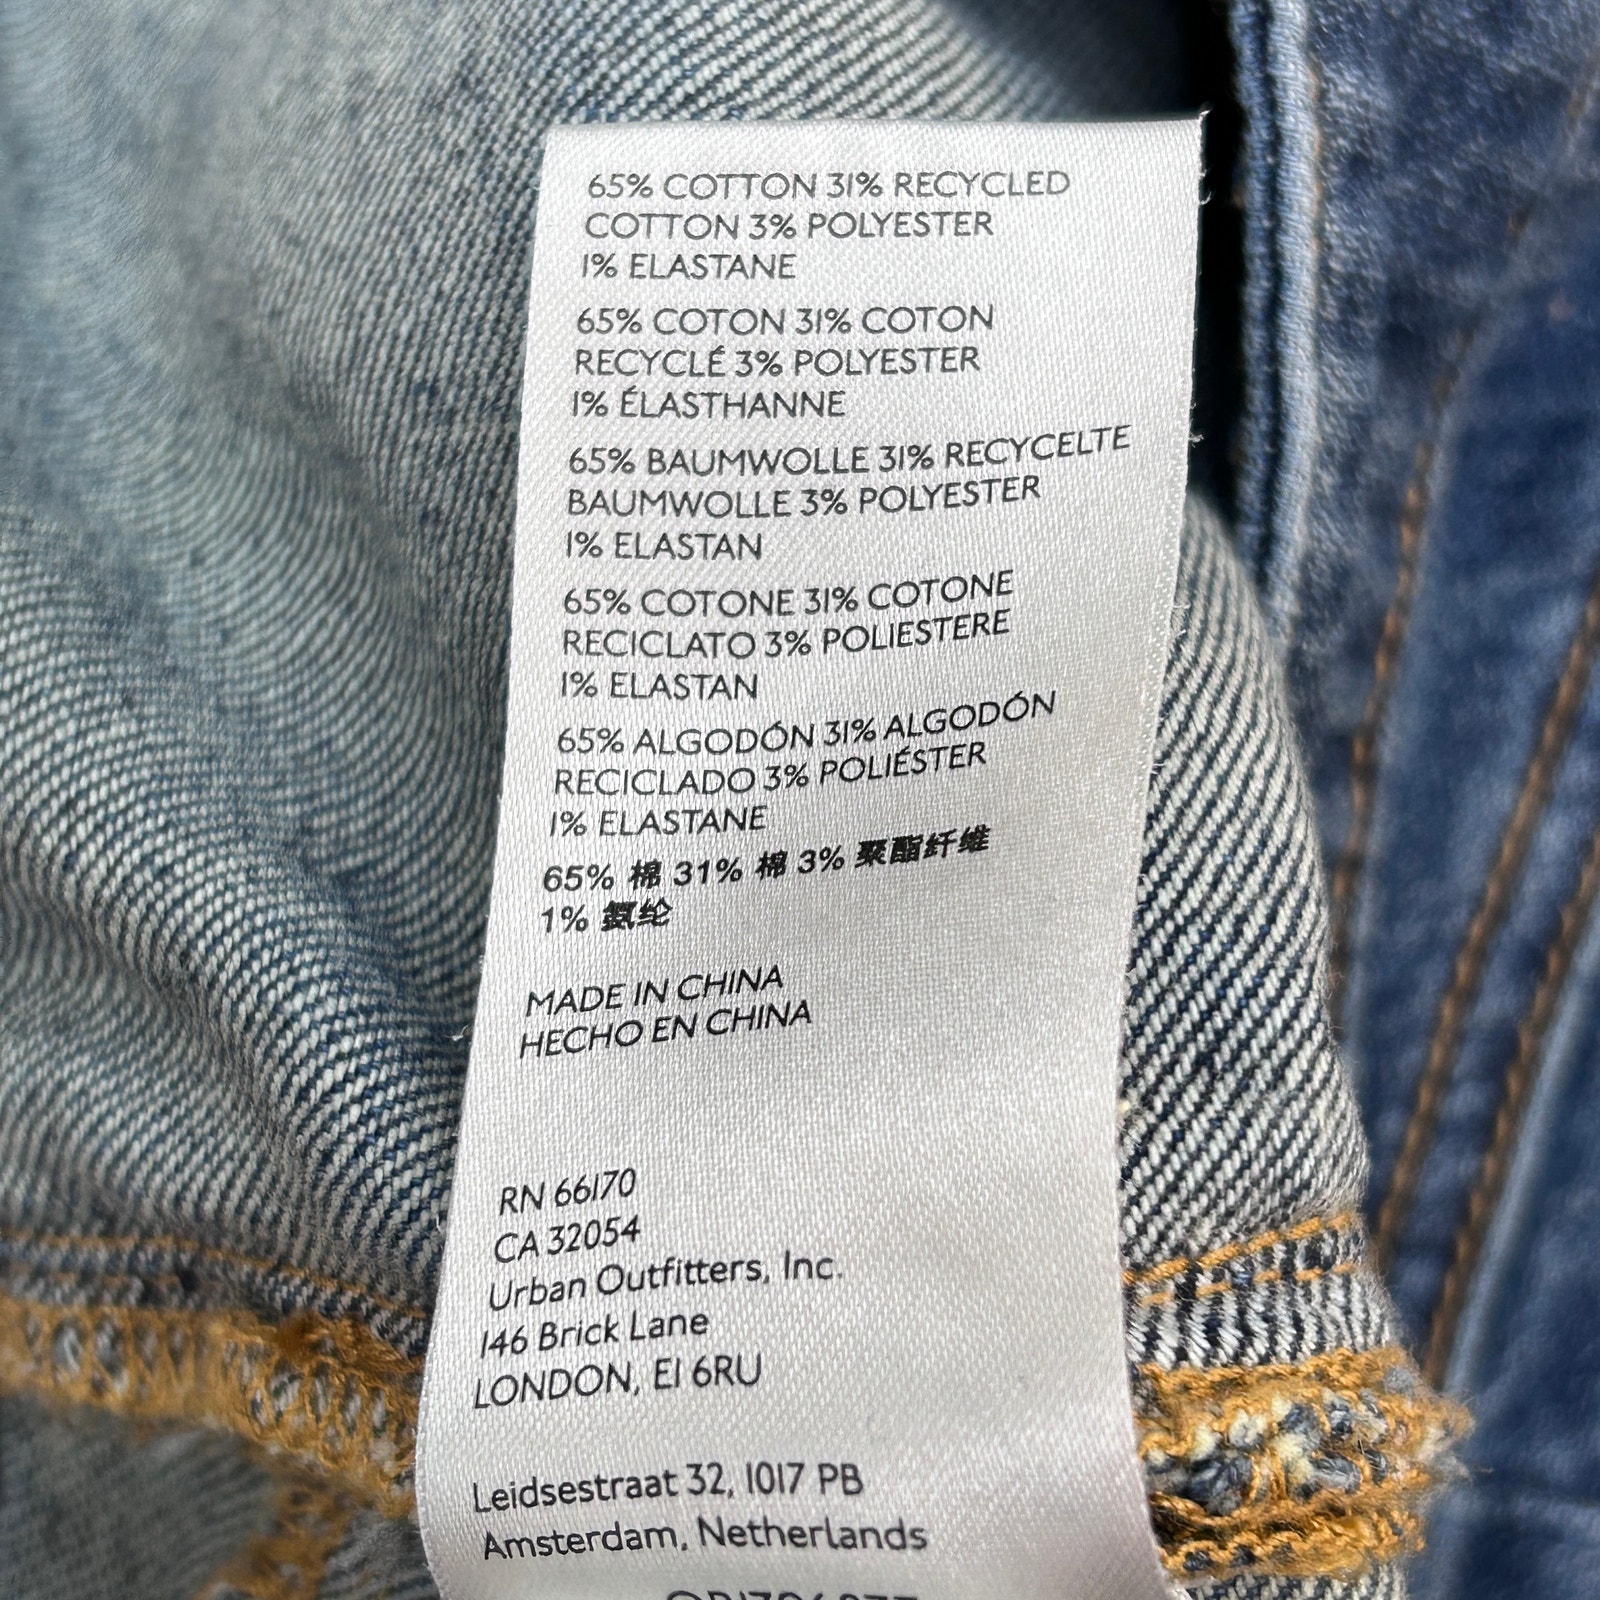 65% COTTON 31% RECYCLED
COTTON 3% POLYESTER
1% ELASTANE
65% COTON 31% COTON
RECYCLÉ 3% POLYESTER
1% ÉLASTHANNE
65% BAUMWOLLE 31% RECYCELTE
BAUMWOLLE 3% POLYESTER
1% ELASTAN
65% COTONE 31% COTONE
RECICLATO 3% POLIESTERE
1% ELASTAN
65% ALGODÓN 31% ALGODÓN
RECICLADO 3% POLIÉSTER
1% ELASTANE
65% 棉 31% 棉 3% 聚酯纤维
1% 氨纶
MADE IN CHINA
HECHO EN CHINA
RN 66170
CA 32054
Urban Outfitters, Inc.
146 Brick Lane
LONDON, E1 6RU
Leidsestraat 32, 1017 PB
Amsterdam, Netherlands